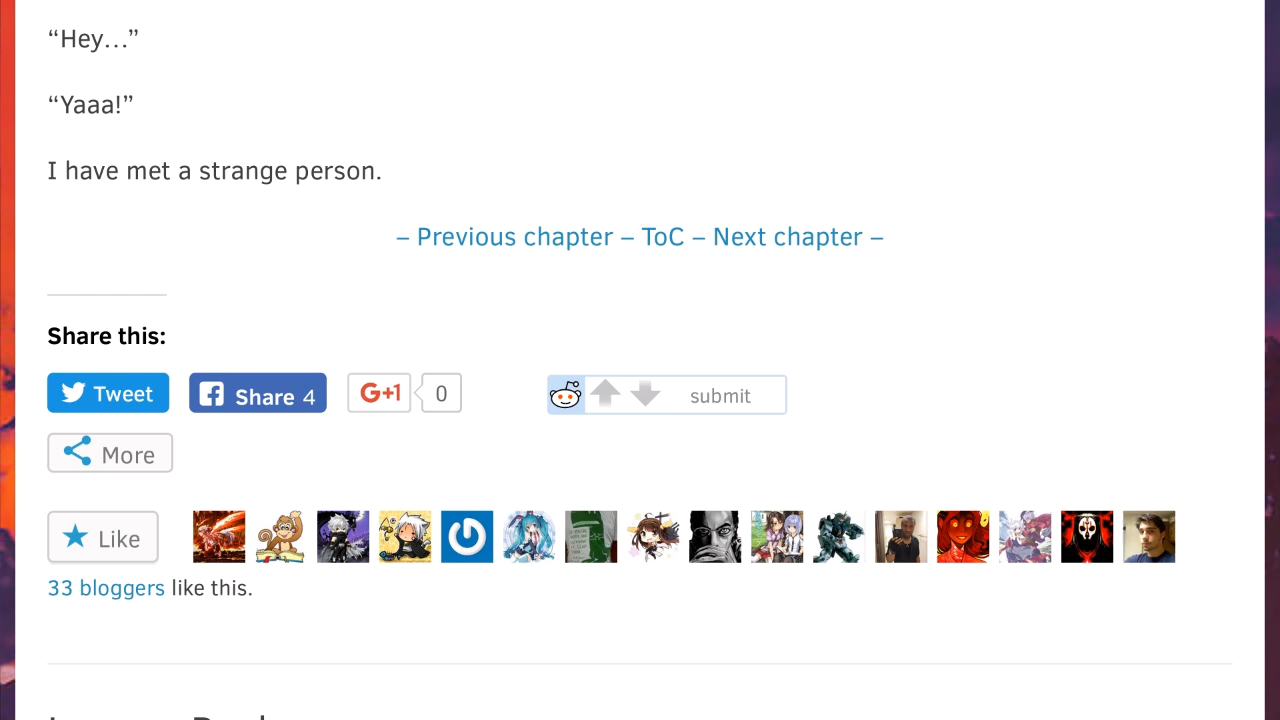 “Hey…”
“Yaaa!”
I have met a strange person.
– Previous chapter – ToC – Next chapter –
Share this:
Tweet
Share 4
G+1
0
submit
More
Like
33 bloggers like this.